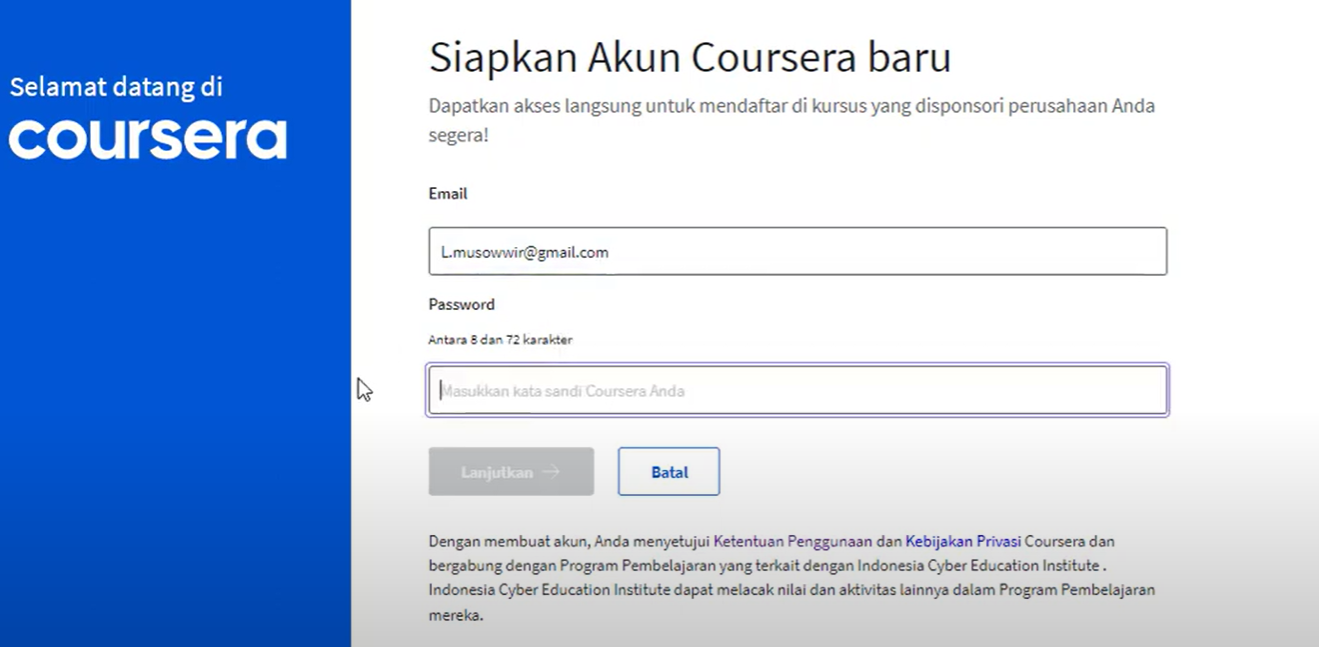 Selamat datang di
coursera
Siapkan Akun Coursera baru
Dapatkan akses langsung untuk mendaftar di kursus yang disponsori perusahaan Anda
segera!
Email
L.musowwir@gmail.com
Password
Antara 8 dan 72 karakter
Masukkan kata sandi Coursera Anda
Lanjutkan →
Batal
Dengan membuat akun, Anda menyetujui Ketentuan Penggunaan dan Kebijakan Privasi Coursera dan
bergabung dengan Program Pembelajaran yang terkait dengan Indonesia Cyber Education Institute .
Indonesia Cyber Education Institute dapat melacak nilai dan aktivitas lainnya dalam Program Pembelajaran
mereka.